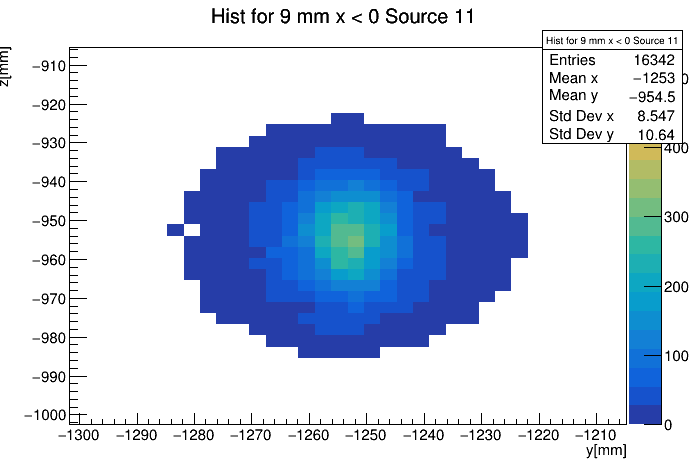 Hist for 9 mm x < 0 Source 11
z[mm]
Hist for 9 mm x < 0 Source 11
Entries 16342
Mean x −1253
Mean y −954.5
Std Dev x 8.547
Std Dev y 10.64
−910
−920
−930
−940
−950
−960
−970
−980
−990
−1000
0
400
300
200
100
0
−1300 −1290 −1280 −1270 −1260 −1250 −1240 −1230 −1220 −1210
y[mm]